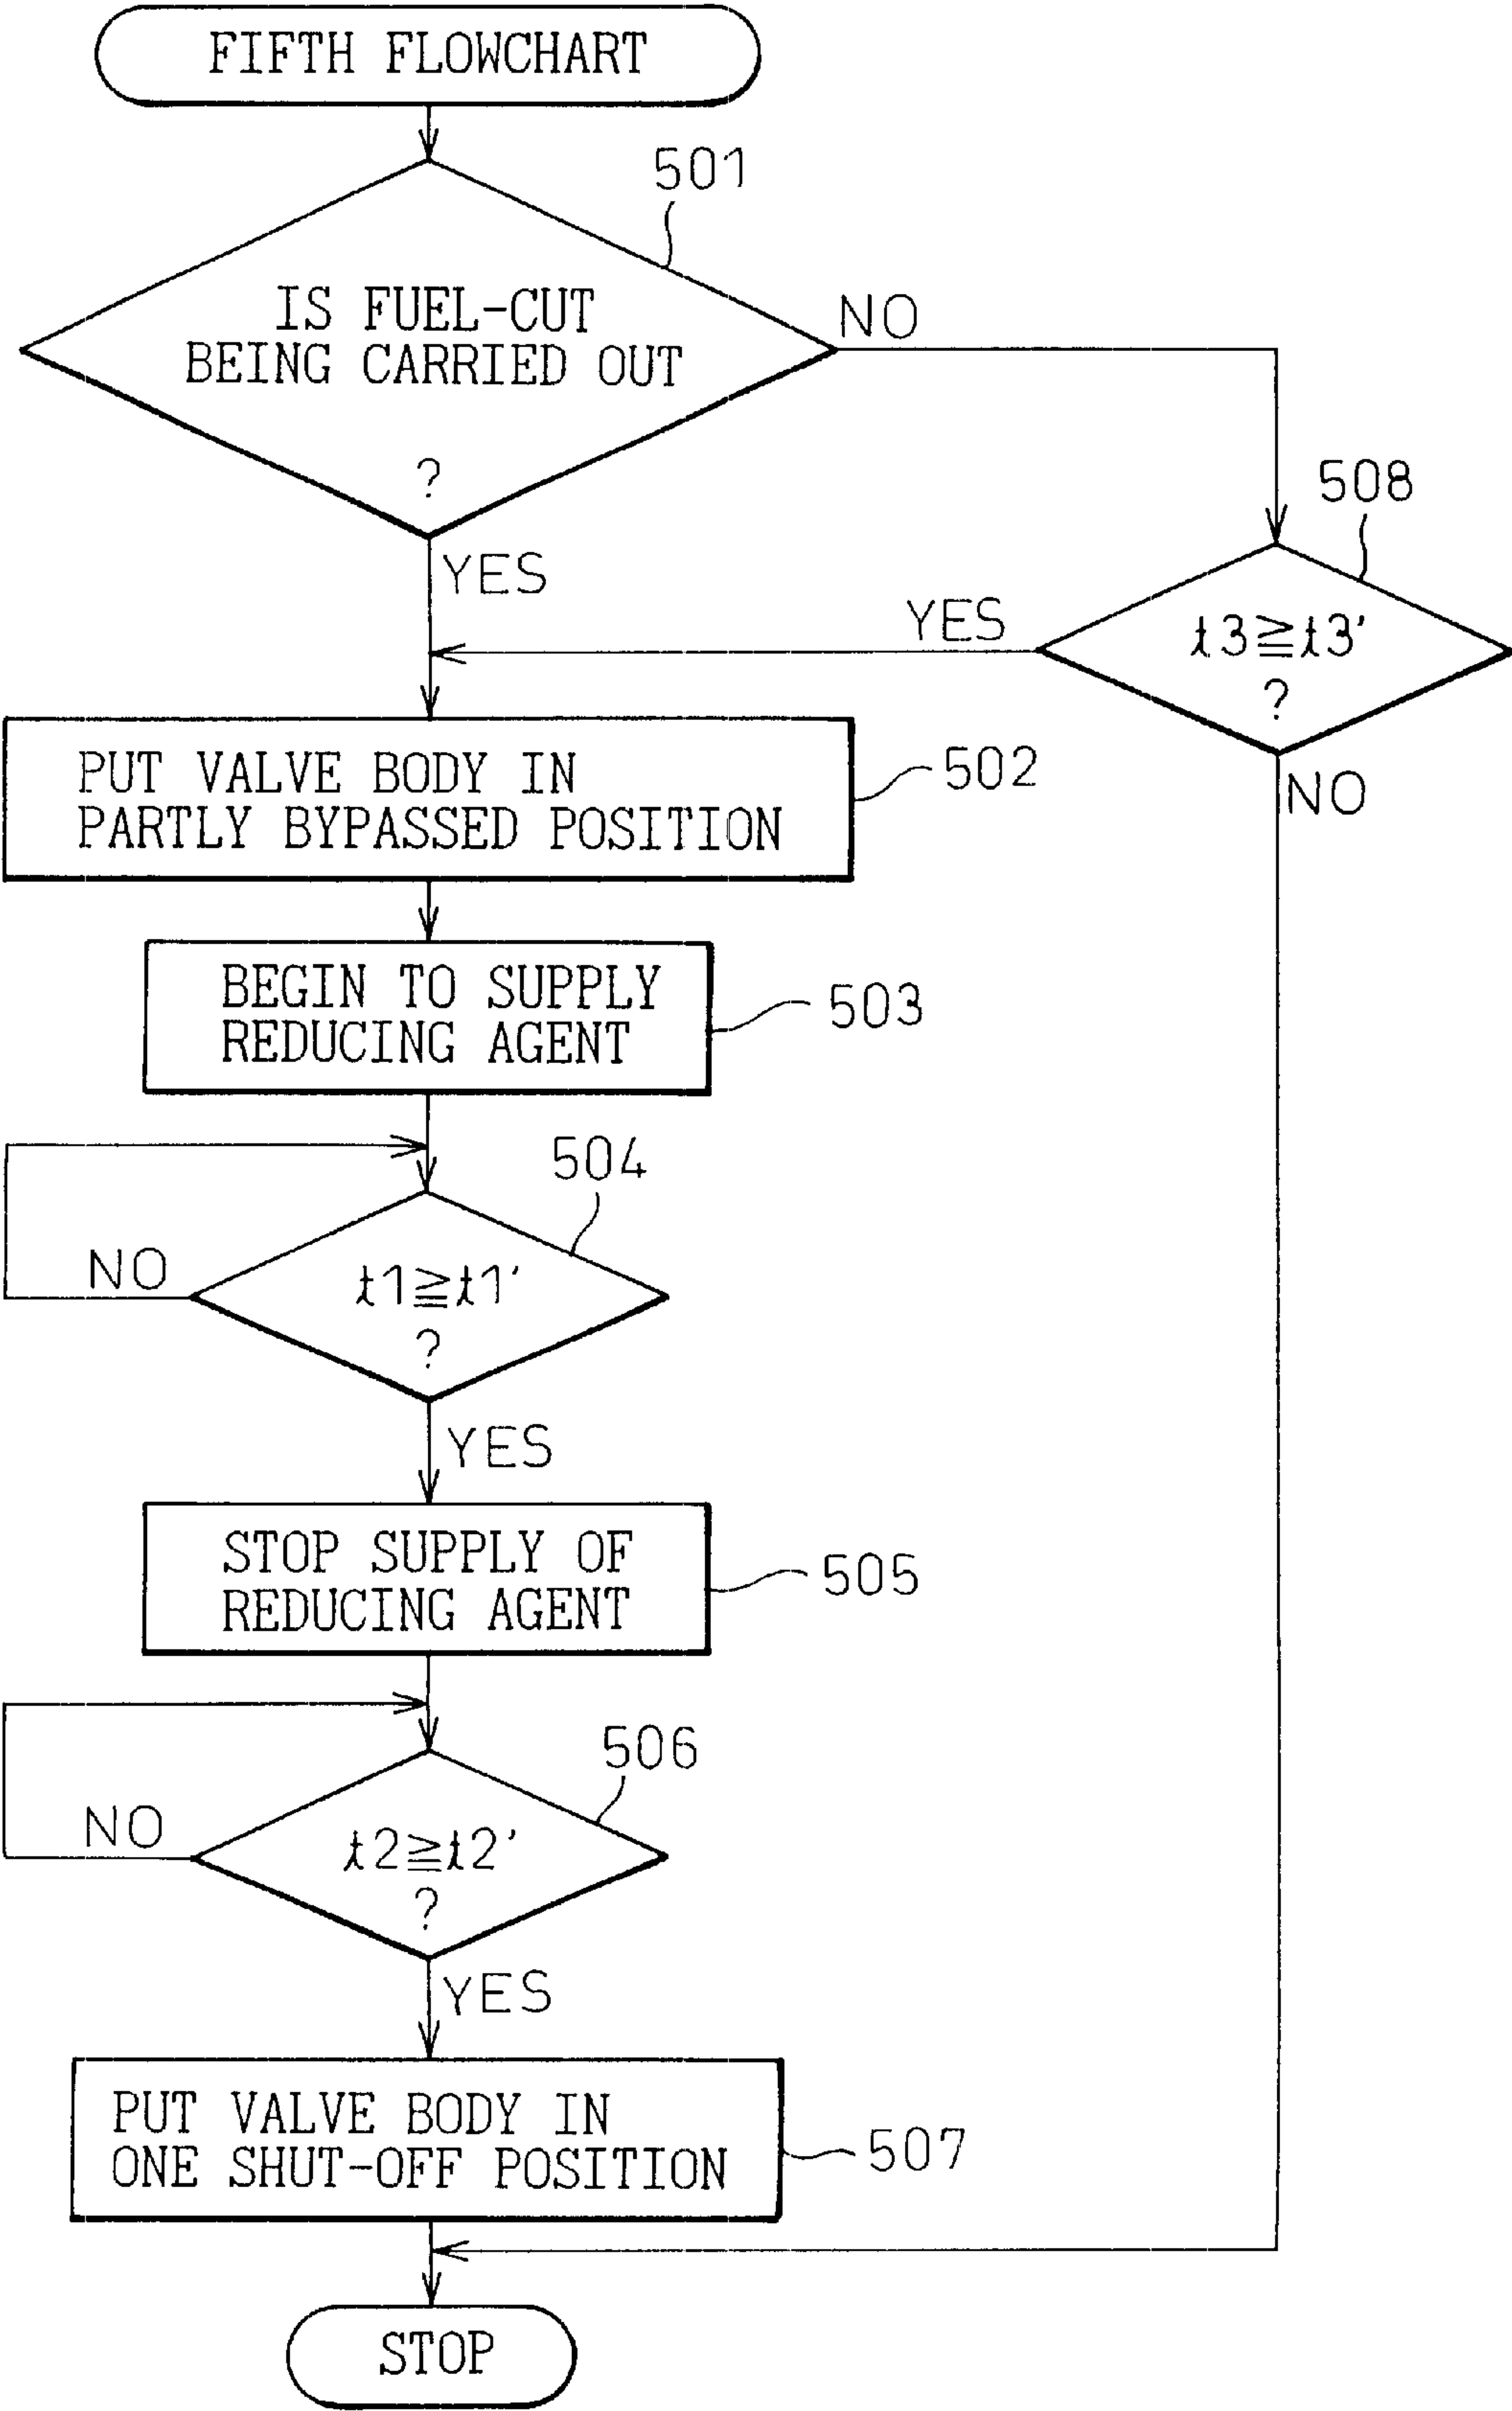 FIFTH FLOWCHART
501
IS FUEL-CUT
BEING CARRIED OUT
?
NO
YES
508
t3≧t3'
?
YES
NO
PUT VALVE BODY IN
PARTLY BYPASSED POSITION
502
BEGIN TO SUPPLY
REDUCING AGENT
503
504
t1≧t1'
?
NO
YES
STOP SUPPLY OF
REDUCING AGENT
505
506
t2≧t2'
?
NO
YES
PUT VALVE BODY IN
ONE SHUT-OFF POSITION
507
STOP